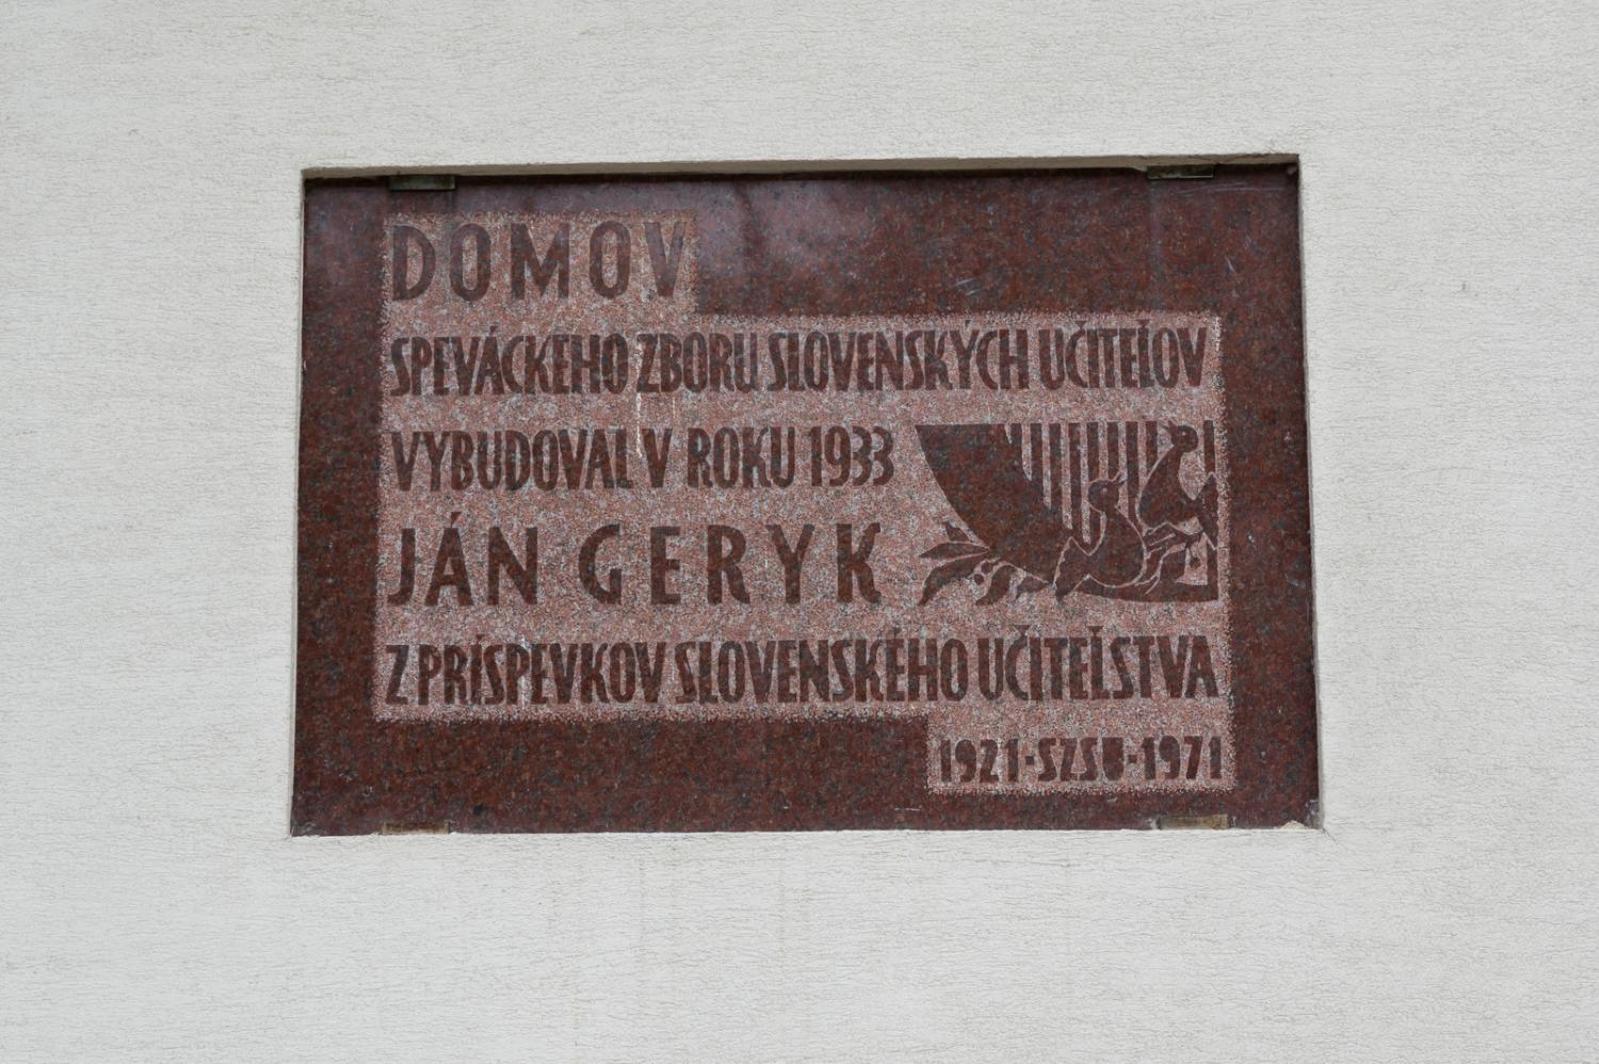 DOMOV
SPEVÁCKEHO ZBORU SLOVENSKÝCH UČITEĽOV
VYBUDOVAL V ROKU 1933
JÁN GERYK
Z PRÍSPEVKOV SLOVENSKÉHO UČITEĽSTVA
1921-SZSU-1971